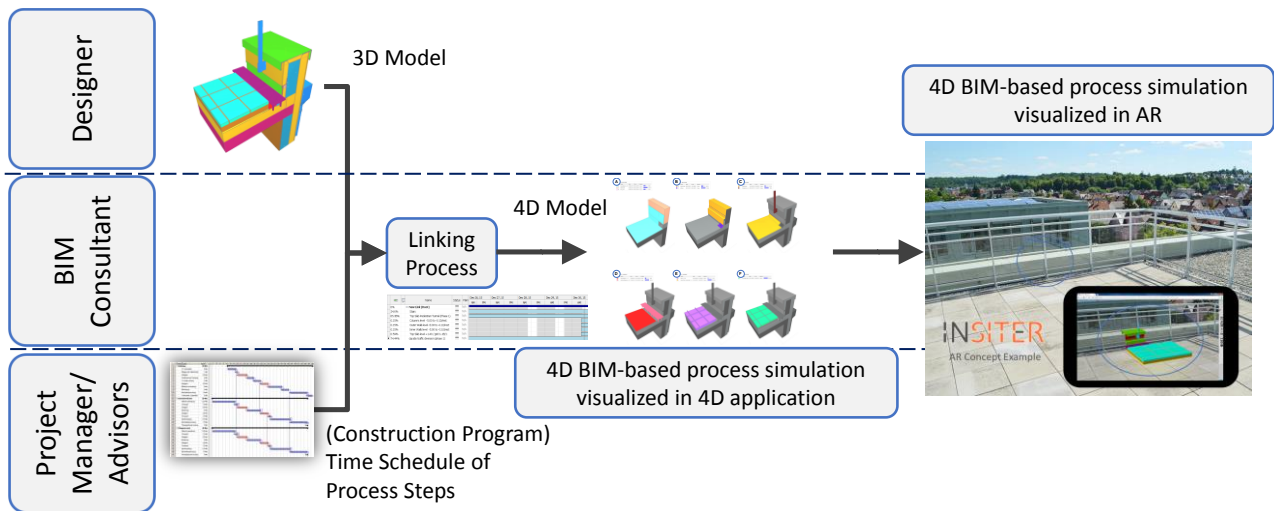 Designer
3D Model
4D BIM-based process simulation
visualized in AR
BIM
Consultant
Linking
Process
4D Model
A
B
C
D
E
F
4D BIM-based process simulation
visualized in 4D application
INSITER
AR Concept Example
Project
Manager/
Advisors
(Construction Program)
Time Schedule of
Process Steps